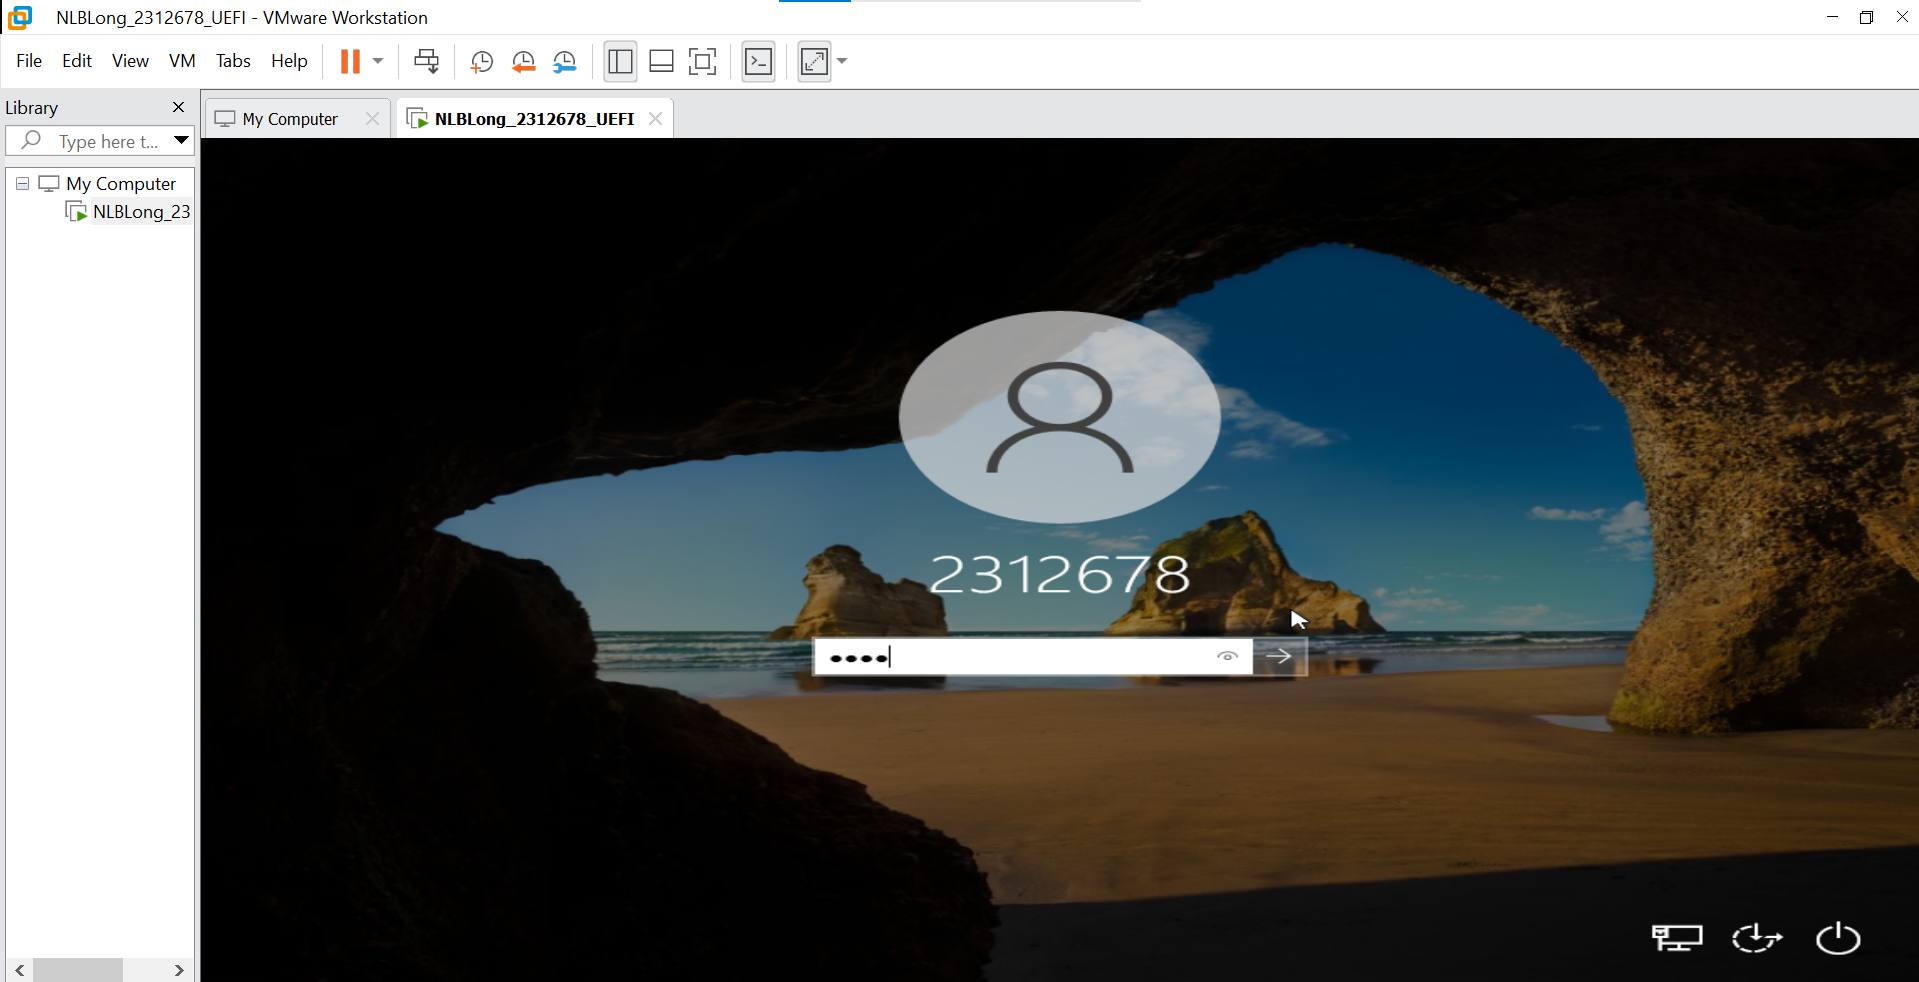 NLBLong_2312678_UEFI - VMware Workstation
File Edit View VM Tabs Help
Library
My Computer
NLBLong_2312678_UEFI
Type here t...
My Computer
NLBLong_23
2312678